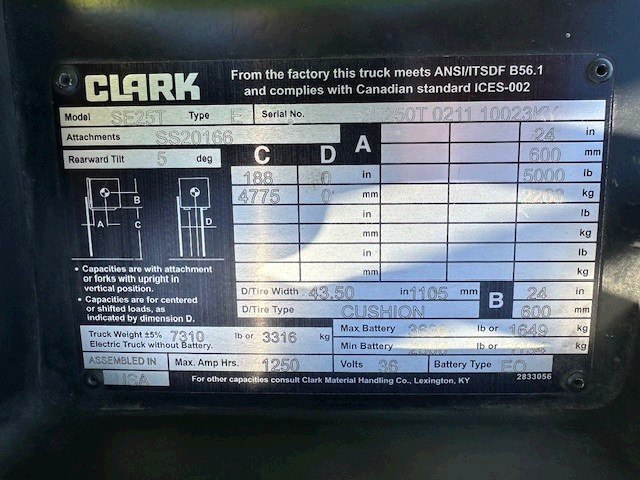 CLARK
From the factory this truck meets ANSI/ITSDF B56.1
and complies with Canadian standard ICES-002
Model SE25T Type E Serial No. 0211 10023
Attachments SS20166
Rearward Tilt 5 deg
C D A
24 in
600 mm
188 0 in 5000 lb
4775 0 mm kg
in lb
mm kg
in lb
mm kg
A B C D
• Capacities are with attachment
or forks with upright in
vertical position.
• Capacities are for centered
or shifted loads, as
indicated by dimension D.
D/Tire Width 43.50 in 1105 mm B 24 in
D/Tire Type CUSHION 600 mm
Truck Weight ±5% 7310 lb or 3316 kg
Electric Truck without Battery.
Max Battery lb or 1649 kg
Min Battery lb or kg
ASSEMBLED IN USA
Max. Amp Hrs. 1250 Volts 36 Battery Type EO
For other capacities consult Clark Material Handling Co., Lexington, KY 2833056